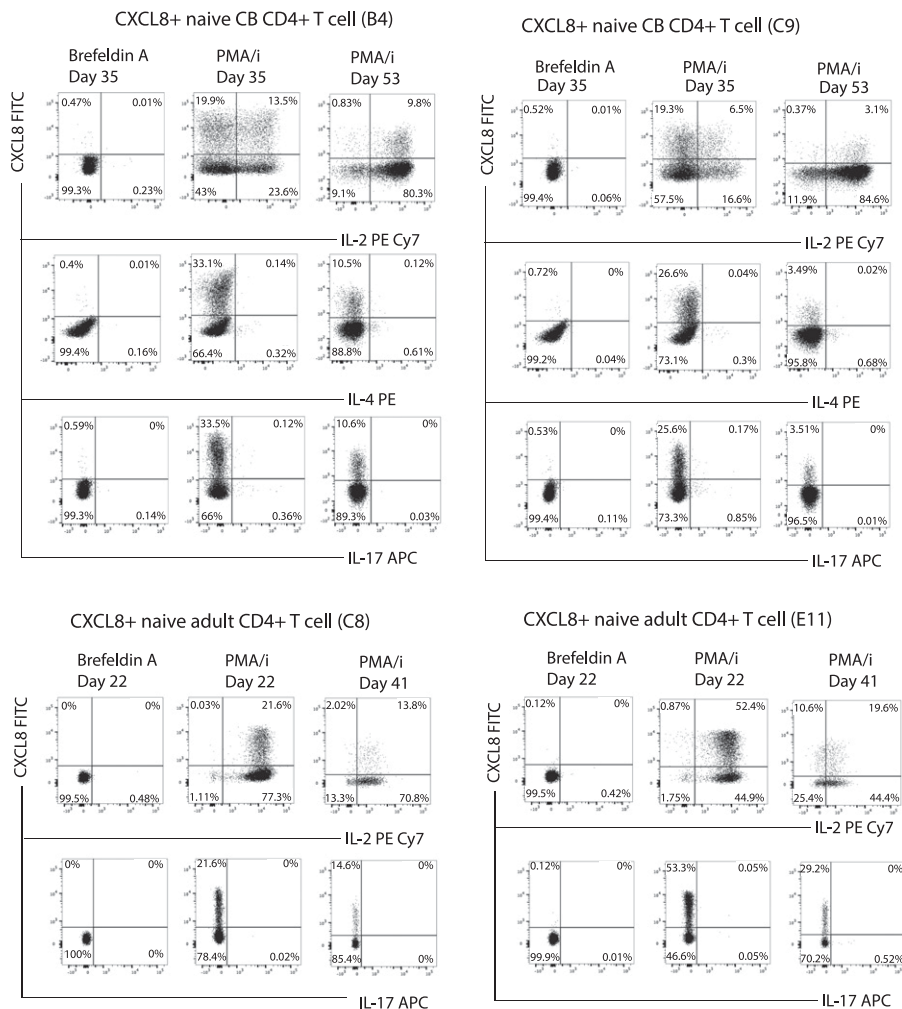 CXCL8+ naive CB CD4+ T cell (B4)
Brefeldin A PMA/i PMA/i
Day 35 Day 35 Day 53
CXCL8 FITC
0.47% 0.01% 19.9% 13.5% 0.83% 9.8%
99.3% 0.23% 43% 23.6% 9.1% 80.3%
IL-2 PE Cy7
0.4% 0.01% 33.1% 0.14% 10.5% 0.12%
99.4% 0.16% 66.4% 0.32% 88.8% 0.61%
IL-4 PE
0.59% 0% 33.5% 0.12% 10.6% 0%
99.3% 0.14% 66% 0.36% 89.3% 0.03%
IL-17 APC
CXCL8+ naive CB CD4+ T cell (C9)
Brefeldin A PMA/i PMA/i
Day 35 Day 35 Day 53
CXCL8 FITC
0.52% 0.01% 19.3% 6.5% 0.37% 3.1%
99.4% 0.06% 57.5% 16.6% 11.9% 84.6%
IL-2 PE Cy7
0.72% 0% 26.6% 0.04% 3.49% 0.02%
99.2% 0.04% 73.1% 0.3% 95.8% 0.68%
IL-4 PE
0.53% 0% 25.6% 0.17% 3.51% 0%
99.4% 0.11% 73.3% 0.85% 96.5% 0.01%
IL-17 APC
CXCL8+ naive adult CD4+ T cell (C8)
Brefeldin A PMA/i PMA/i
Day 22 Day 22 Day 41
CXCL8 FITC
0% 0% 0.03% 21.6% 2.02% 13.8%
99.5% 0.48% 1.11% 77.3% 13.3% 70.8%
IL-2 PE Cy7
0% 0% 21.6% 0% 14.6% 0%
100% 0% 78.4% 0.02% 85.4% 0%
IL-17 APC
CXCL8+ naive adult CD4+ T cell (E11)
Brefeldin A PMA/i PMA/i
Day 22 Day 22 Day 41
CXCL8 FITC
0.12% 0% 0.87% 52.4% 10.6% 19.6%
99.5% 0.42% 1.75% 44.9% 25.4% 44.4%
IL-2 PE Cy7
0.12% 0% 53.3% 0.05% 29.2% 0%
99.9% 0.01% 46.6% 0.05% 70.2% 0.52%
IL-17 APC